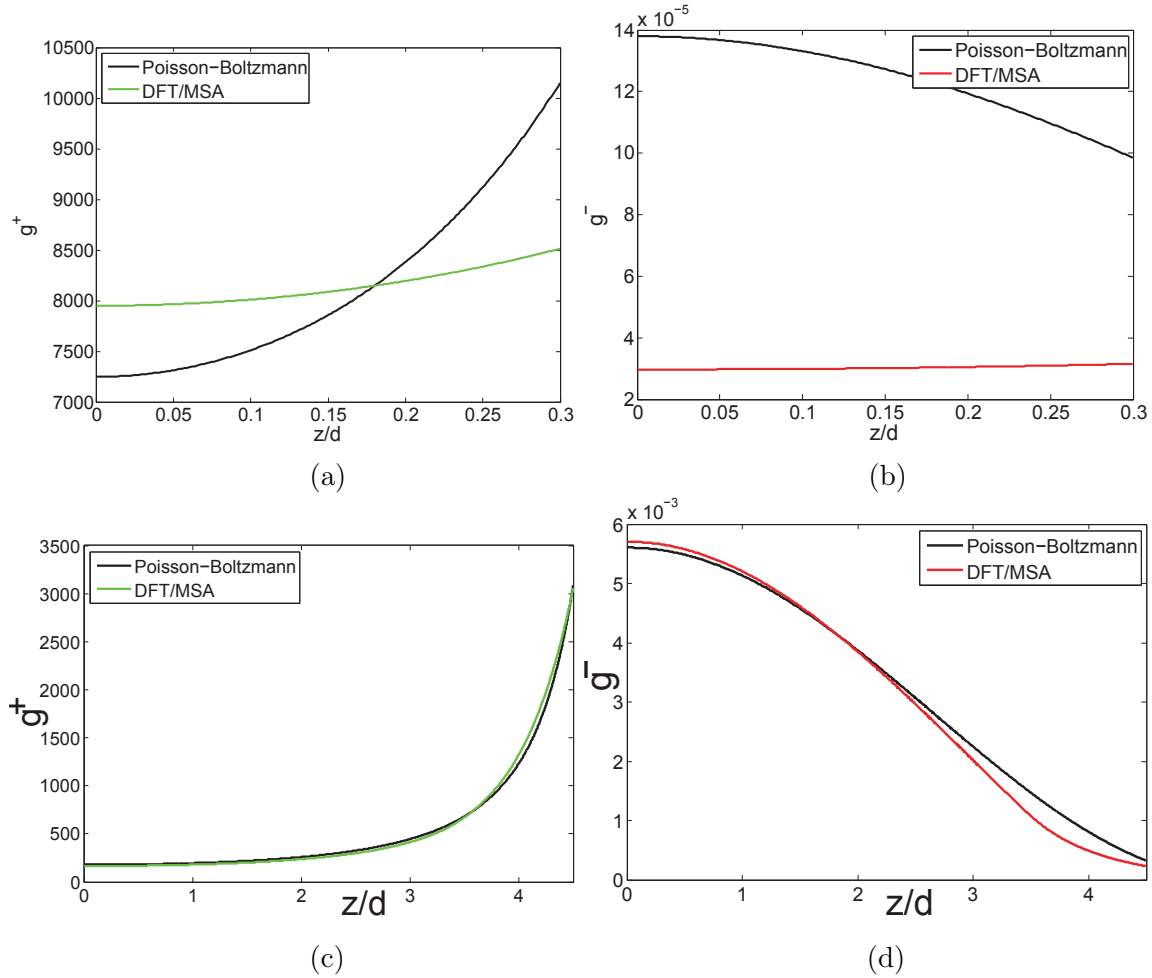 10500
10000
9500
9000
8500
8000
7500
7000
g+
Poisson−Boltzmann
DFT/MSA
0 0.05 0.1 0.15 0.2 0.25 0.3
z/d
(a)
x 10−5
14
12
10
8
6
4
2
g−
Poisson−Boltzmann
DFT/MSA
0 0.05 0.1 0.15 0.2 0.25 0.3
z/d
(b)
3500
3000
2500
2000
1500
1000
500
0
g+
Poisson−Boltzmann
DFT/MSA
0 1 2 3 4
z/d
(c)
x 10−3
6
5
4
3
2
1
0
g−
Poisson−Boltzmann
DFT/MSA
0 1 2 3 4
z/d
(d)